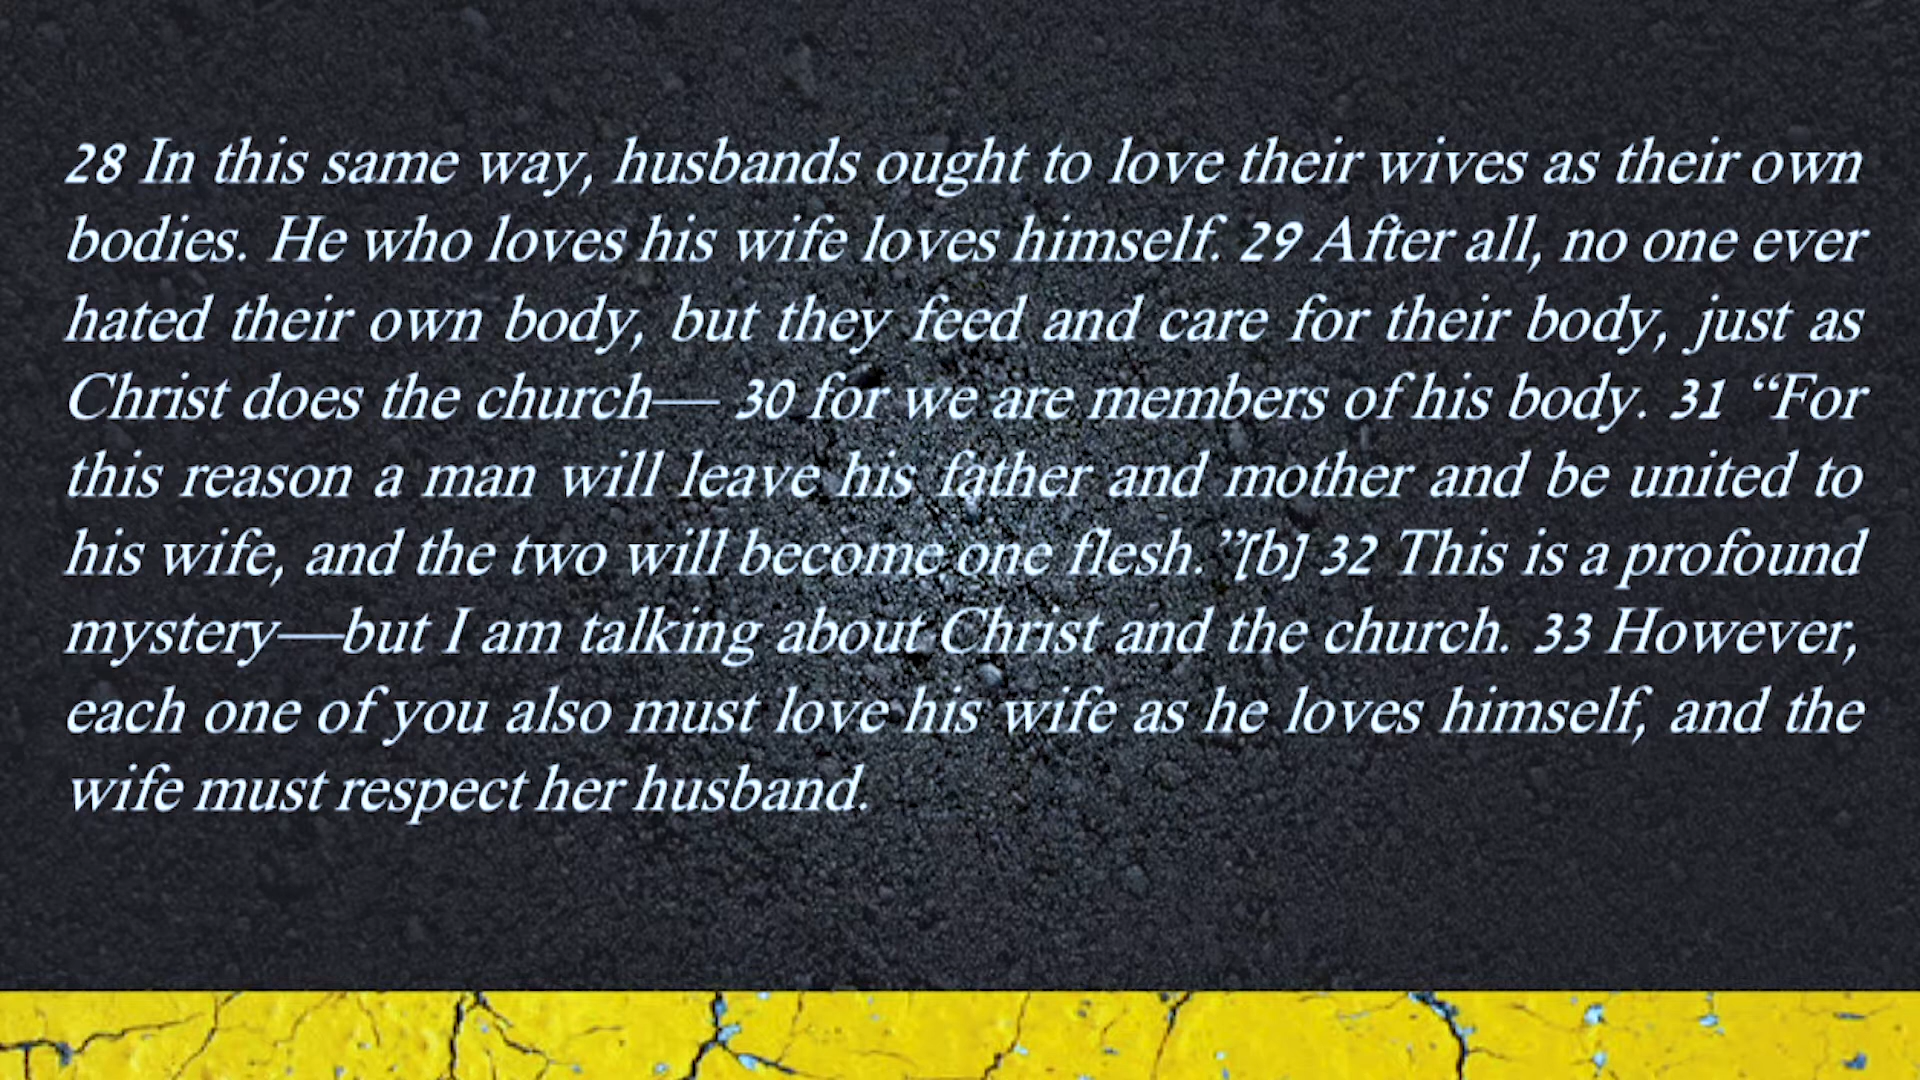 28 In this same way, husbands ought to love their wives as their own
bodies. He who loves his wife loves himself. 29 After all, no one ever
hated their own body, but they feed and care for their body, just as
Christ does the church— 30 for we are members of his body. 31 “For
this reason a man will leave his father and mother and be united to
his wife, and the two will become one flesh.”[b] 32 This is a profound
mystery—but I am talking about Christ and the church. 33 However,
each one of you also must love his wife as he loves himself, and the
wife must respect her husband.